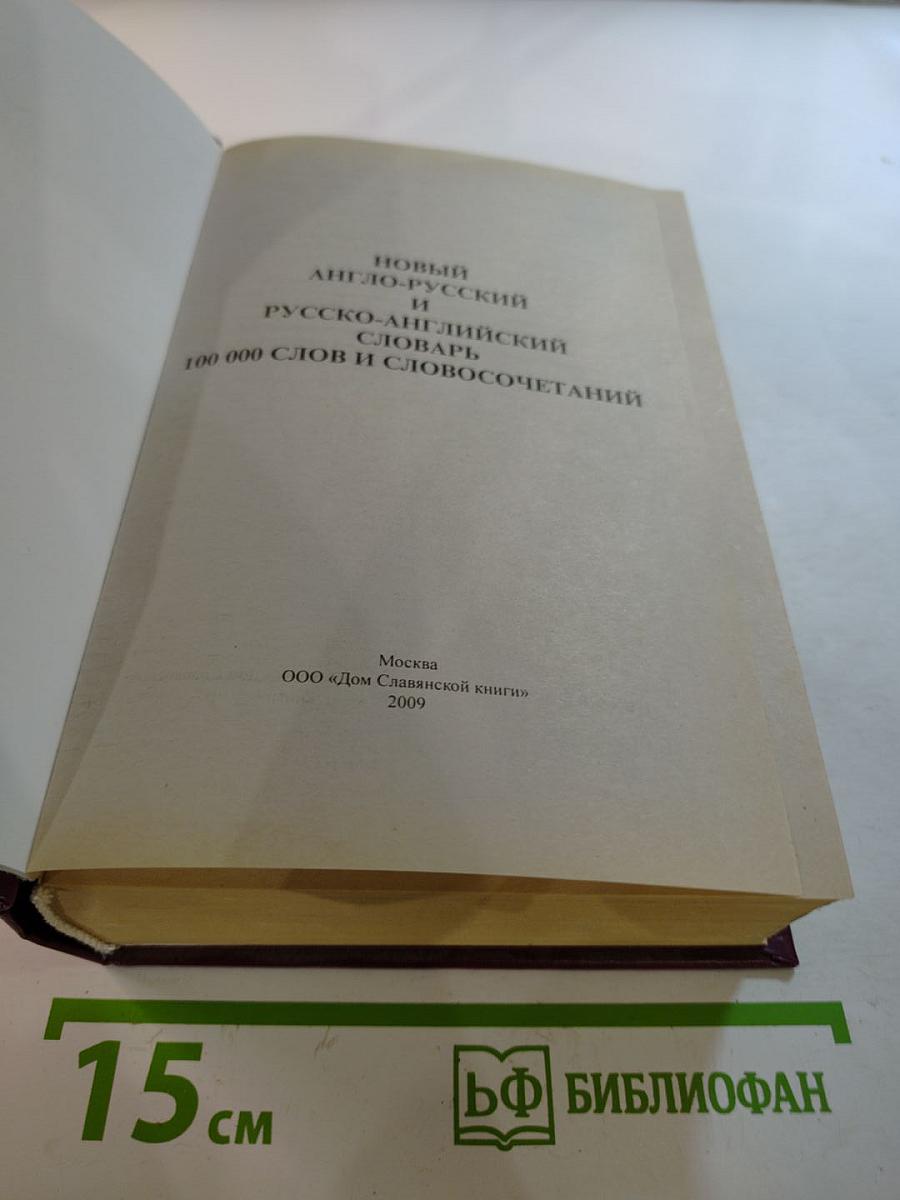 НОВЫЙ
АНГЛО-РУССКИЙ
И
РУССКО-АНГЛИЙСКИЙ
СЛОВАРЬ
100 000 СЛОВ И СЛОВОСОЧЕТАНИЙ
Москва
ООО «Дом Славянской книги»
2009
15 см
ЬФ БИБЛИОФАН